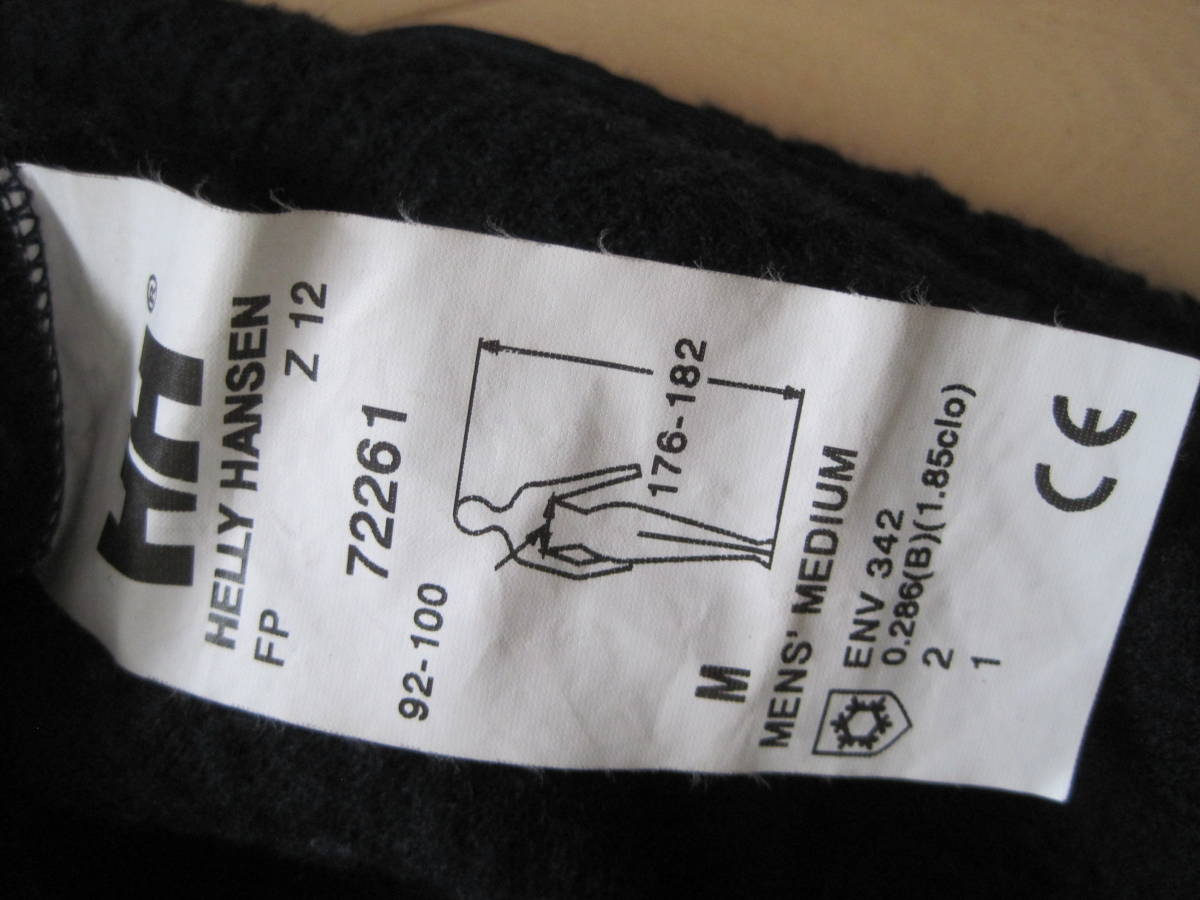 HH®
HELLY HANSEN
FP Z 12
72261
92-100
176-182
M
MENS' MEDIUM
ENV 342
0.286(B)(1.85clo)
2
1
CE